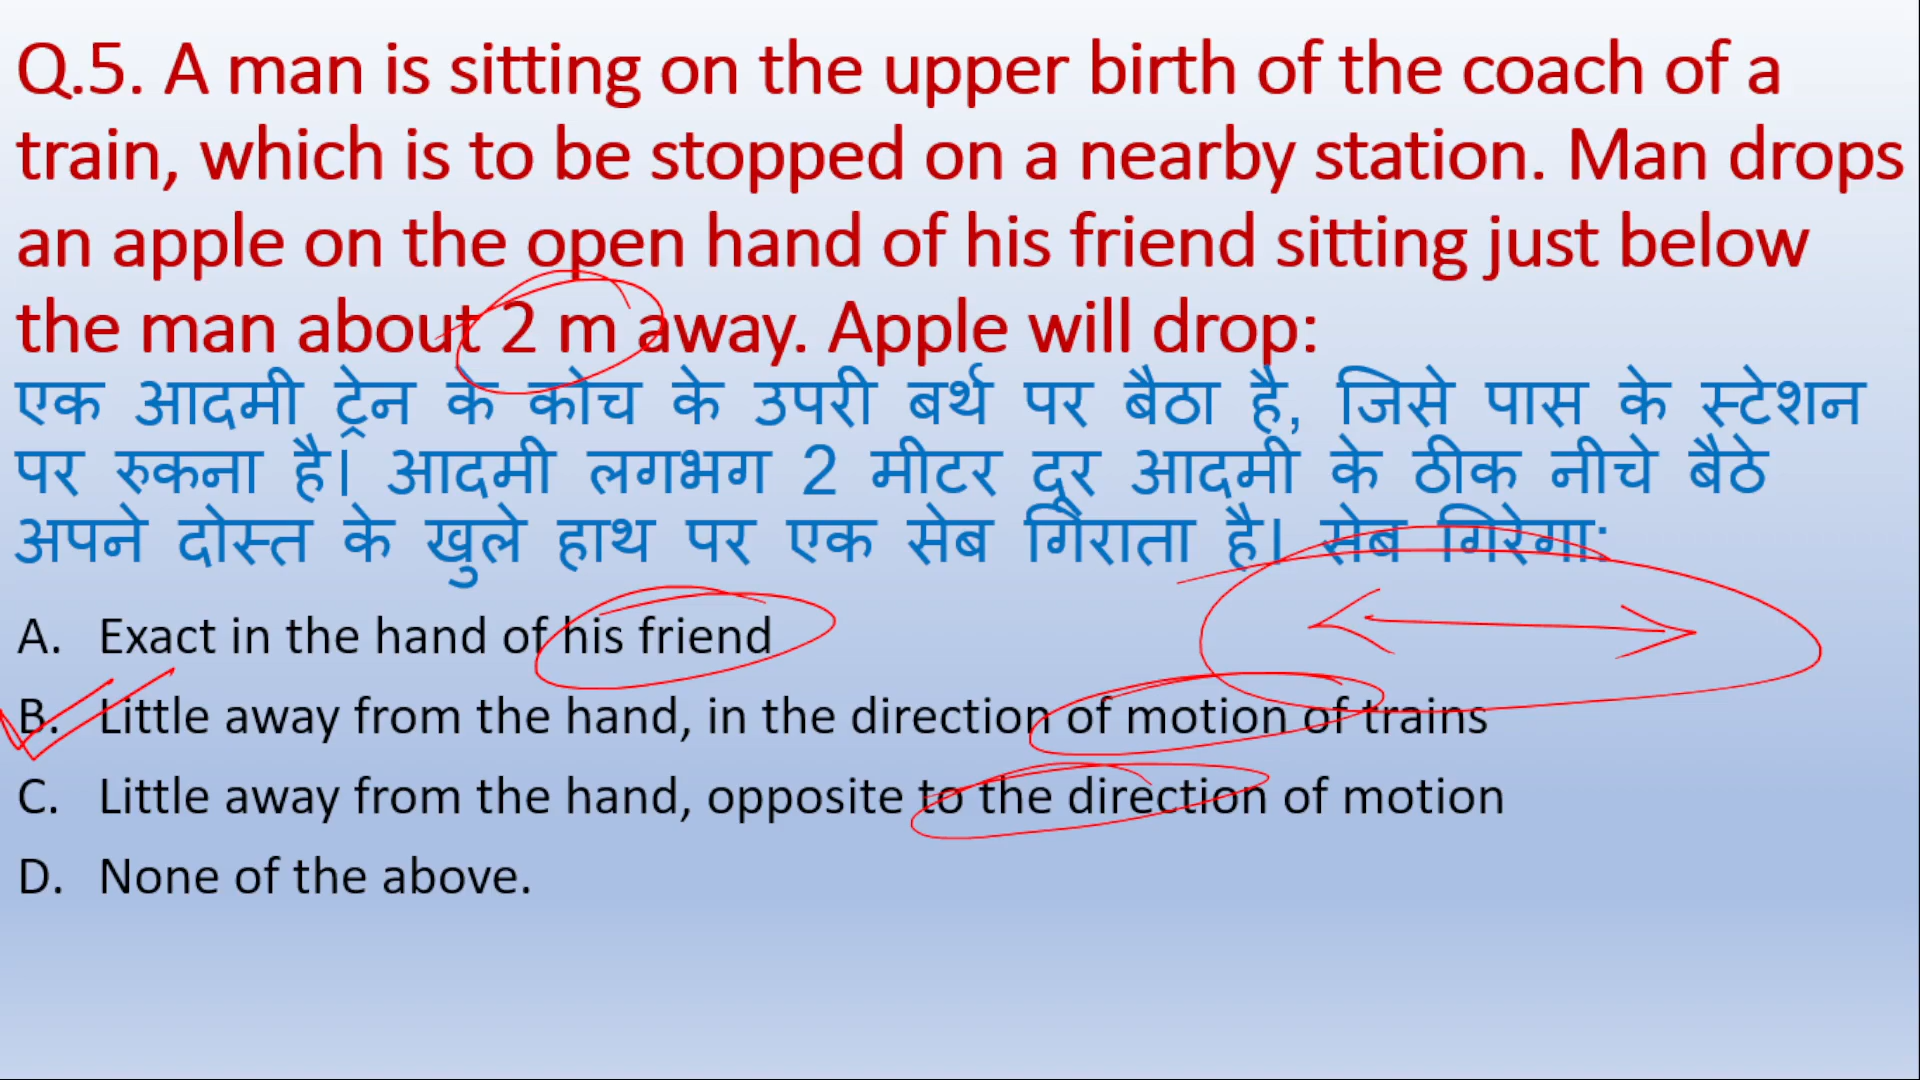 Q.5. A man is sitting on the upper birth of the coach of a
train, which is to be stopped on a nearby station. Man drops
an apple on the open hand of his friend sitting just below
the man about 2 m away. Apple will drop:
एक आदमी ट्रेन के कोच के उपरी बर्थ पर बैठा है, जिसे पास के स्टेशन
पर रुकना है। आदमी लगभग 2 मीटर दूर आदमी के ठीक नीचे बैठे
अपने दोस्त के खुले हाथ पर एक सेब गिराता है। सेब गिरेगा:
A. Exact in the hand of his friend
B. Little away from the hand, in the direction of motion of trains
C. Little away from the hand, opposite to the direction of motion
D. None of the above.